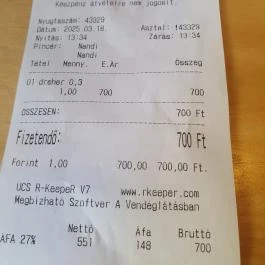 Készpénz átvételére nem jogosít.
Nyugtaszám: 43329
Dátum: 2025.03.18. Asztal: !43329
Nyitás: 13:34 Zárás: 13:34
Pincér: Nandi
Nandi
Tétel Menny. E.Ár Összeg
01 dreher 0,3
1,00 700 700
ÖSSZESEN: 700 Ft
Fizetendő: 700 Ft
Forint 1,00 700,00 700,00 Ft.
UCS R-KeepeR V7 www.rkeeper.com
Megbízható Szoftver A Vendéglátásban
Nettó Áfa Bruttó
ÁFA 27% 551 148 700